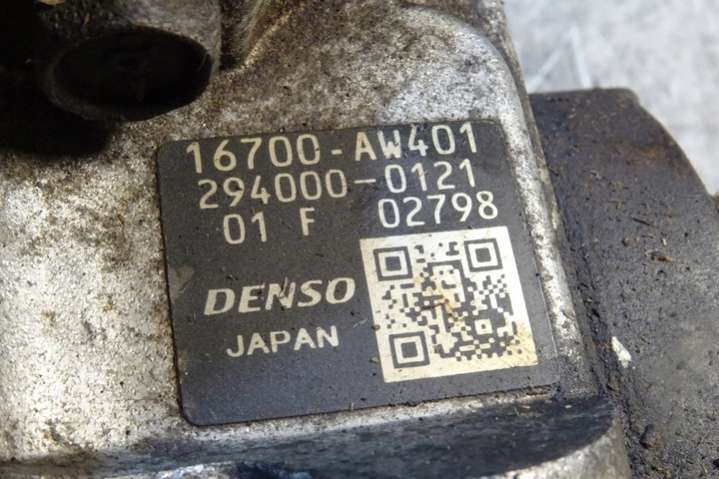 16700-AW401
294000-0121
01 F 02798
DENSO
JAPAN